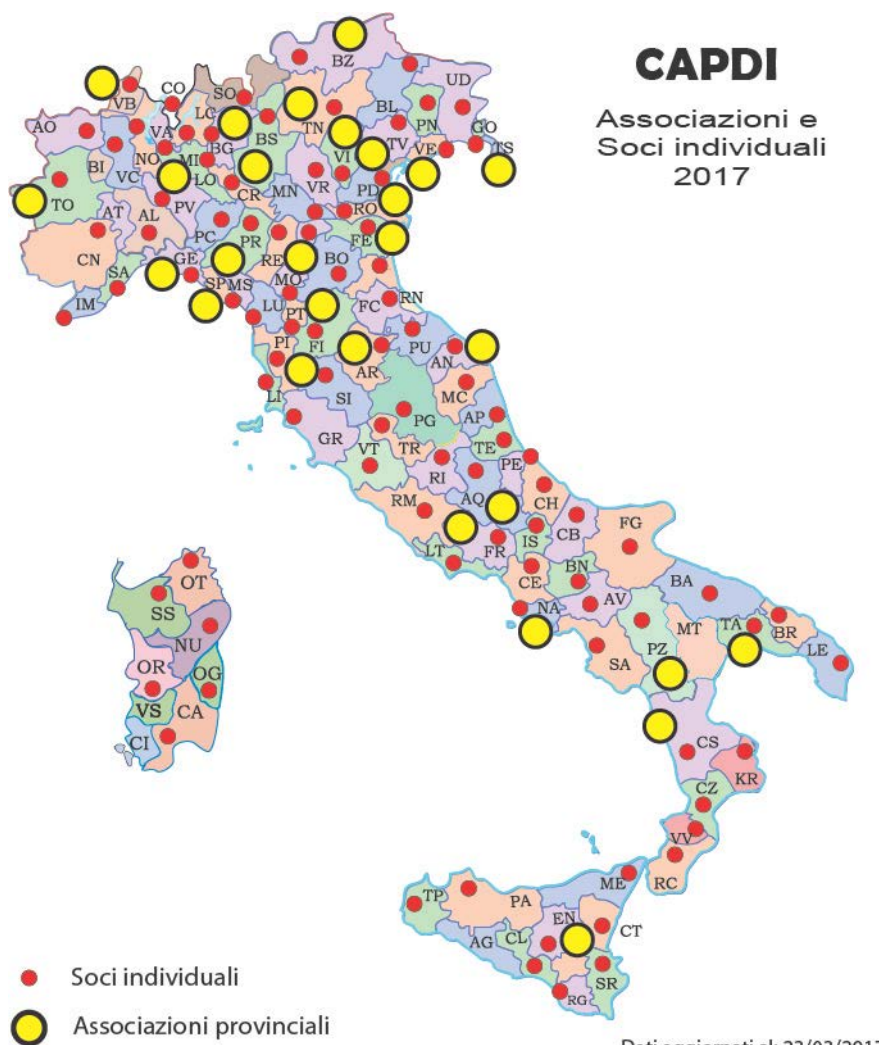 CAPDI
Associazioni e
Soci individuali
2017
BZ
UD
SO
CO
VB
LC
BL
PN
TN
AO
VA
BS
TV
GO
TS
NO
MI
BG
VI
VE
BI
VC
LO
VR
PD
TO
CR
MN
RO
AT
AL
PV
PC
PR
FE
CN
GE
RE
BO
SA
SP
MS
MO
RN
IM
LU
PT
FC
PI
FI
PU
AR
AN
LI
SI
MC
PG
AP
GR
VT
TR
TE
RI
PE
RM
AQ
CH
FG
LT
FR
IS
CB
OT
CE
BN
BA
SS
NA
AV
MT
TA
BR
NU
PZ
LE
OR
OG
SA
VS
CA
CI
CS
KR
CZ
VV
ME
RC
TP
PA
EN
CT
AG
CL
SR
RG
Soci individuali
Associazioni provinciali